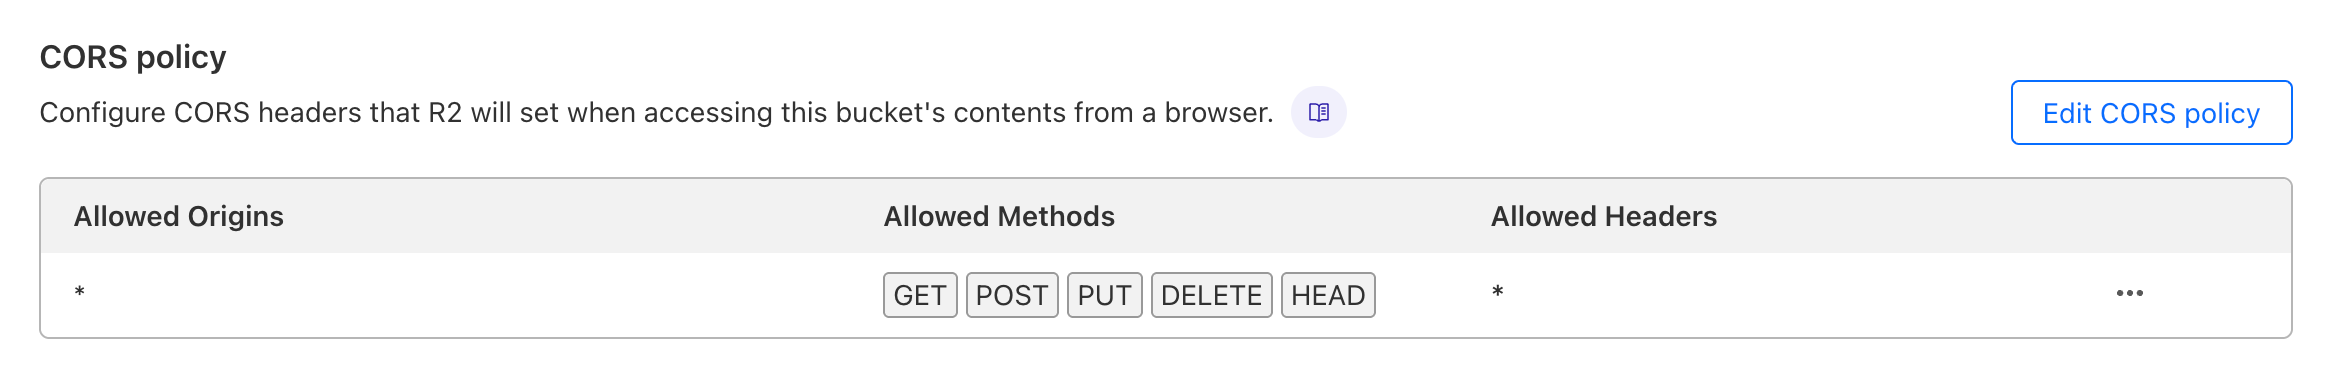 CORS policy
Configure CORS headers that R2 will set when accessing this bucket's contents from a browser.
Edit CORS policy
Allowed Origins Allowed Methods Allowed Headers
* GET POST PUT DELETE HEAD * •••